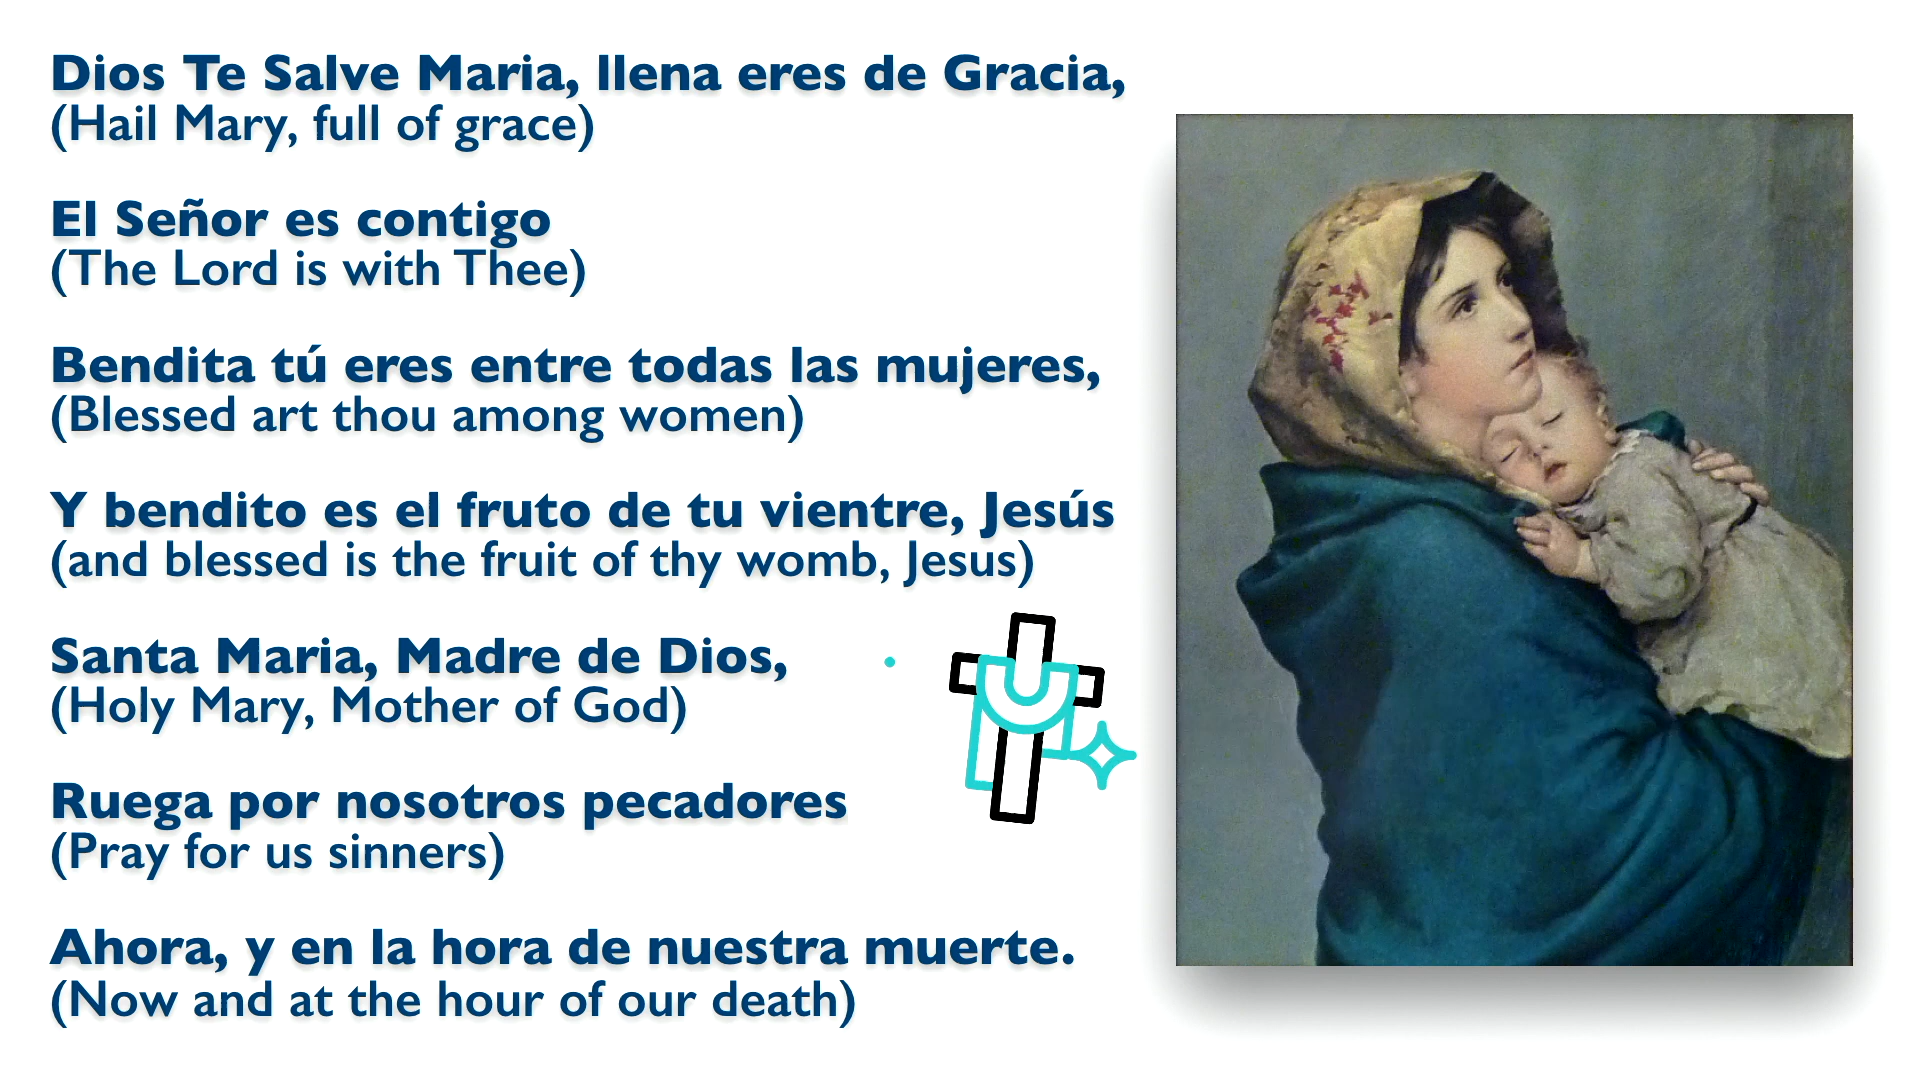 Dios Te Salve Maria, llena eres de Gracia,
(Hail Mary, full of grace)
El Señor es contigo
(The Lord is with Thee)
Bendita tú eres entre todas las mujeres,
(Blessed art thou among women)
Y bendito es el fruto de tu vientre, Jesús
(and blessed is the fruit of thy womb, Jesus)
Santa Maria, Madre de Dios,
(Holy Mary, Mother of God)
Ruega por nosotros pecadores
(Pray for us sinners)
Ahora, y en la hora de nuestra muerte.
(Now and at the hour of our death)